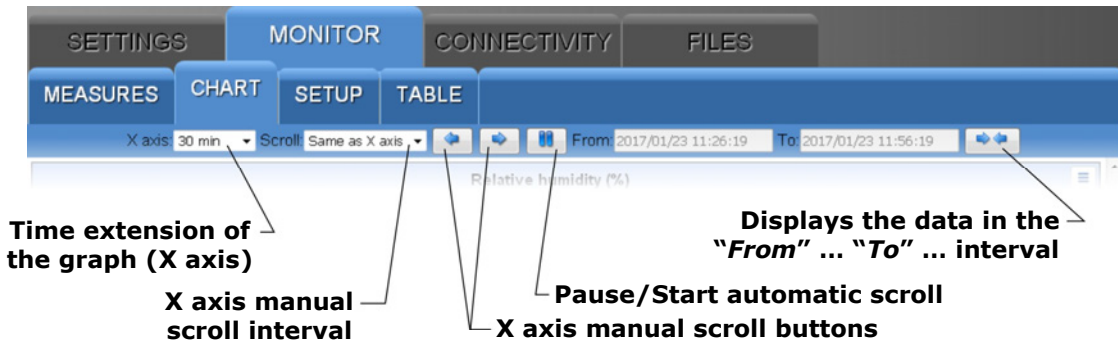 SETTINGS MONITOR CONNECTIVITY FILES
MEASURES CHART SETUP TABLE
X axis: 30 min Scroll: Same as X axis From: 2017/01/23 11:26:19 To: 2017/01/23 11:56:19
Relative humidity (%)
Time extension of
the graph (X axis)
Displays the data in the
“From” … “To” … interval
X axis manual
scroll interval
Pause/Start automatic scroll
X axis manual scroll buttons